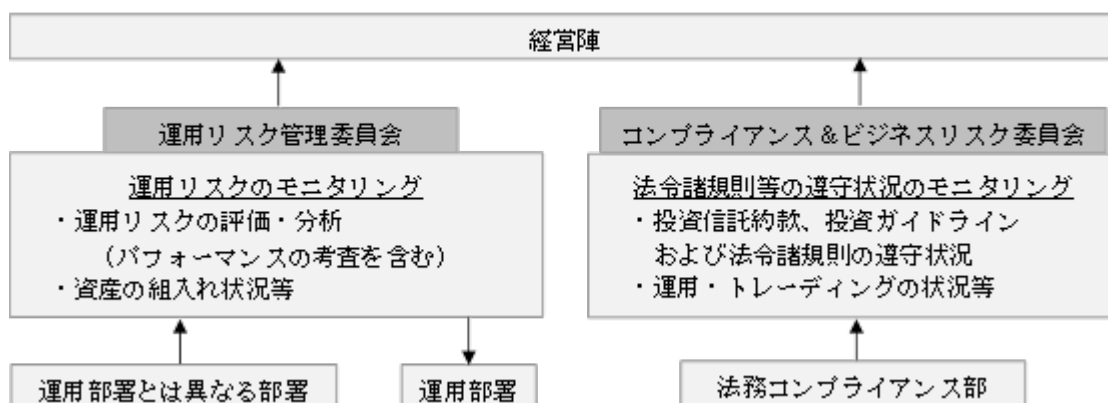 経営陣
運用リスク管理委員会
運用リスクのモニタリング
・運用リスクの評価・分析
（パフォーマンスの考査を含む）
・資産の組入れ状況等
運用部署とは異なる部署
運用部署
コンプライアンス＆ビジネスリスク委員会
法令諸規則等の遵守状況のモニタリング
・投資信託約款、投資ガイドライン
および法令諸規則の遵守状況
・運用・トレーディングの状況等
法務コンプライアンス部